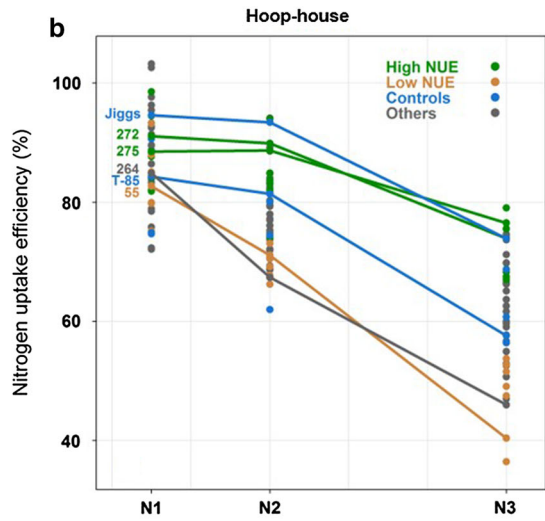 b
Hoop-house
Nitrogen uptake efficiency (%)
100
80
60
40
High NUE
Low NUE
Controls
Others
Jiggs
272
275
264
T-85
55
N1 N2 N3